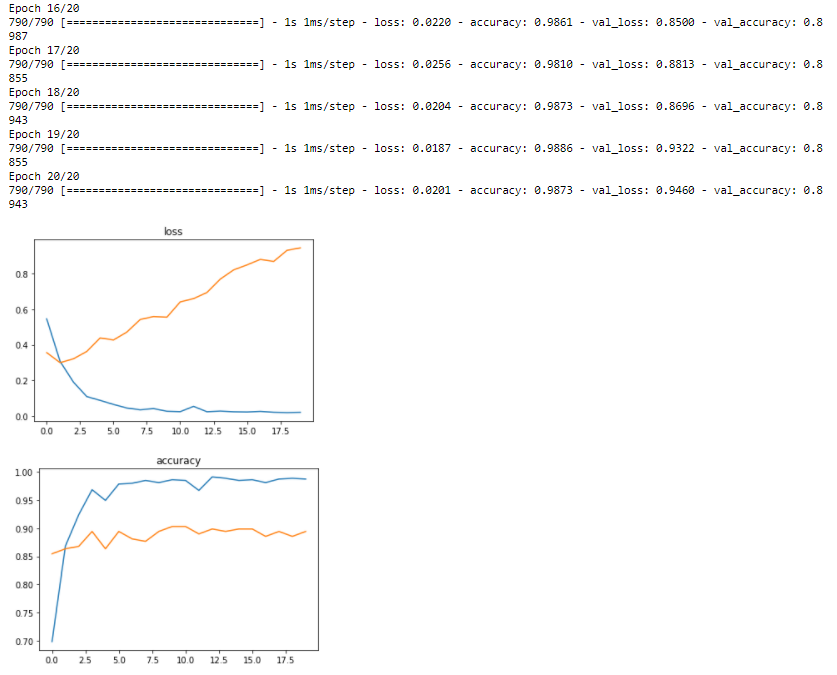 Epoch 16/20
790/790 [==============================] - 1s 1ms/step - loss: 0.0220 - accuracy: 0.9861 - val_loss: 0.8500 - val_accuracy: 0.8
987
Epoch 17/20
790/790 [==============================] - 1s 1ms/step - loss: 0.0256 - accuracy: 0.9810 - val_loss: 0.8813 - val_accuracy: 0.8
855
Epoch 18/20
790/790 [==============================] - 1s 1ms/step - loss: 0.0204 - accuracy: 0.9873 - val_loss: 0.8696 - val_accuracy: 0.8
943
Epoch 19/20
790/790 [==============================] - 1s 1ms/step - loss: 0.0187 - accuracy: 0.9886 - val_loss: 0.9322 - val_accuracy: 0.8
855
Epoch 20/20
790/790 [==============================] - 1s 1ms/step - loss: 0.0201 - accuracy: 0.9873 - val_loss: 0.9460 - val_accuracy: 0.8
943
loss
0.8
0.6
0.4
0.2
0.0
0.0 2.5 5.0 7.5 10.0 12.5 15.0 17.5
accuracy
1.00
0.95
0.90
0.85
0.80
0.75
0.70
0.0 2.5 5.0 7.5 10.0 12.5 15.0 17.5